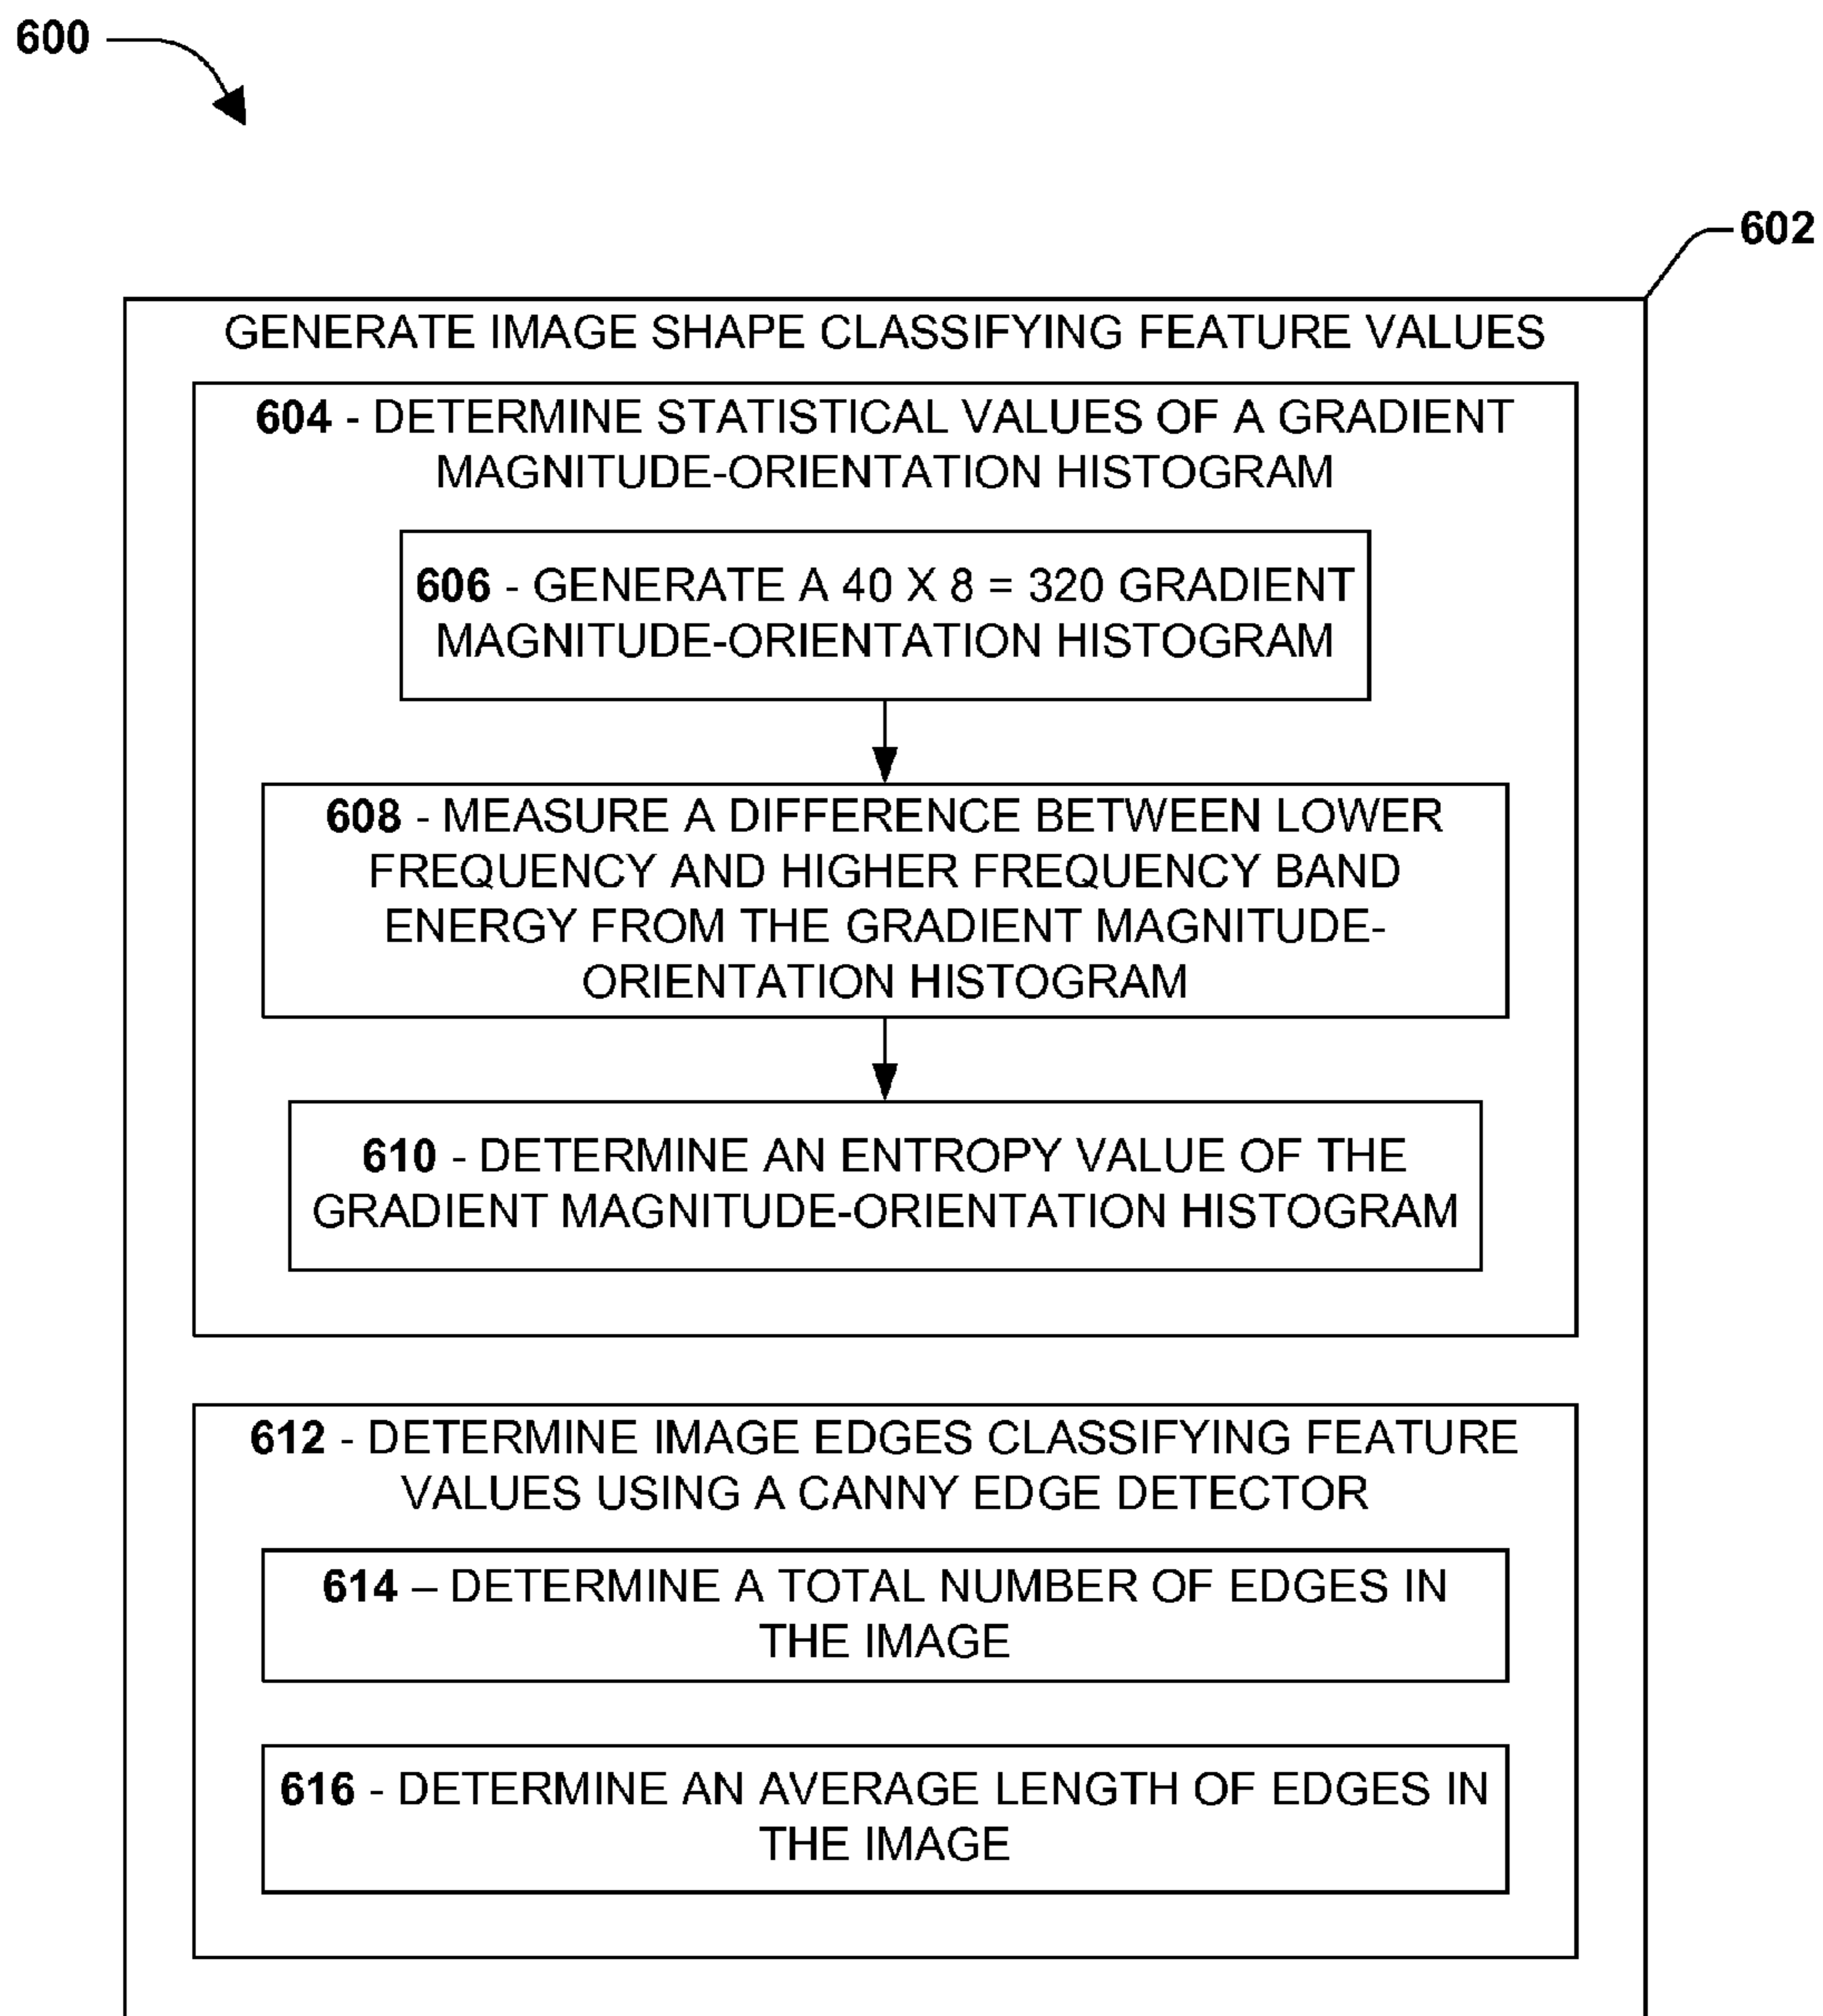 600
602
GENERATE IMAGE SHAPE CLASSIFYING FEATURE VALUES
604 - DETERMINE STATISTICAL VALUES OF A GRADIENT
MAGNITUDE-ORIENTATION HISTOGRAM
606 - GENERATE A 40 X 8 = 320 GRADIENT
MAGNITUDE-ORIENTATION HISTOGRAM
608 - MEASURE A DIFFERENCE BETWEEN LOWER
FREQUENCY AND HIGHER FREQUENCY BAND
ENERGY FROM THE GRADIENT MAGNITUDE-
ORIENTATION HISTOGRAM
610 - DETERMINE AN ENTROPY VALUE OF THE
GRADIENT MAGNITUDE-ORIENTATION HISTOGRAM
612 - DETERMINE IMAGE EDGES CLASSIFYING FEATURE
VALUES USING A CANNY EDGE DETECTOR
614 – DETERMINE A TOTAL NUMBER OF EDGES IN
THE IMAGE
616 - DETERMINE AN AVERAGE LENGTH OF EDGES IN
THE IMAGE